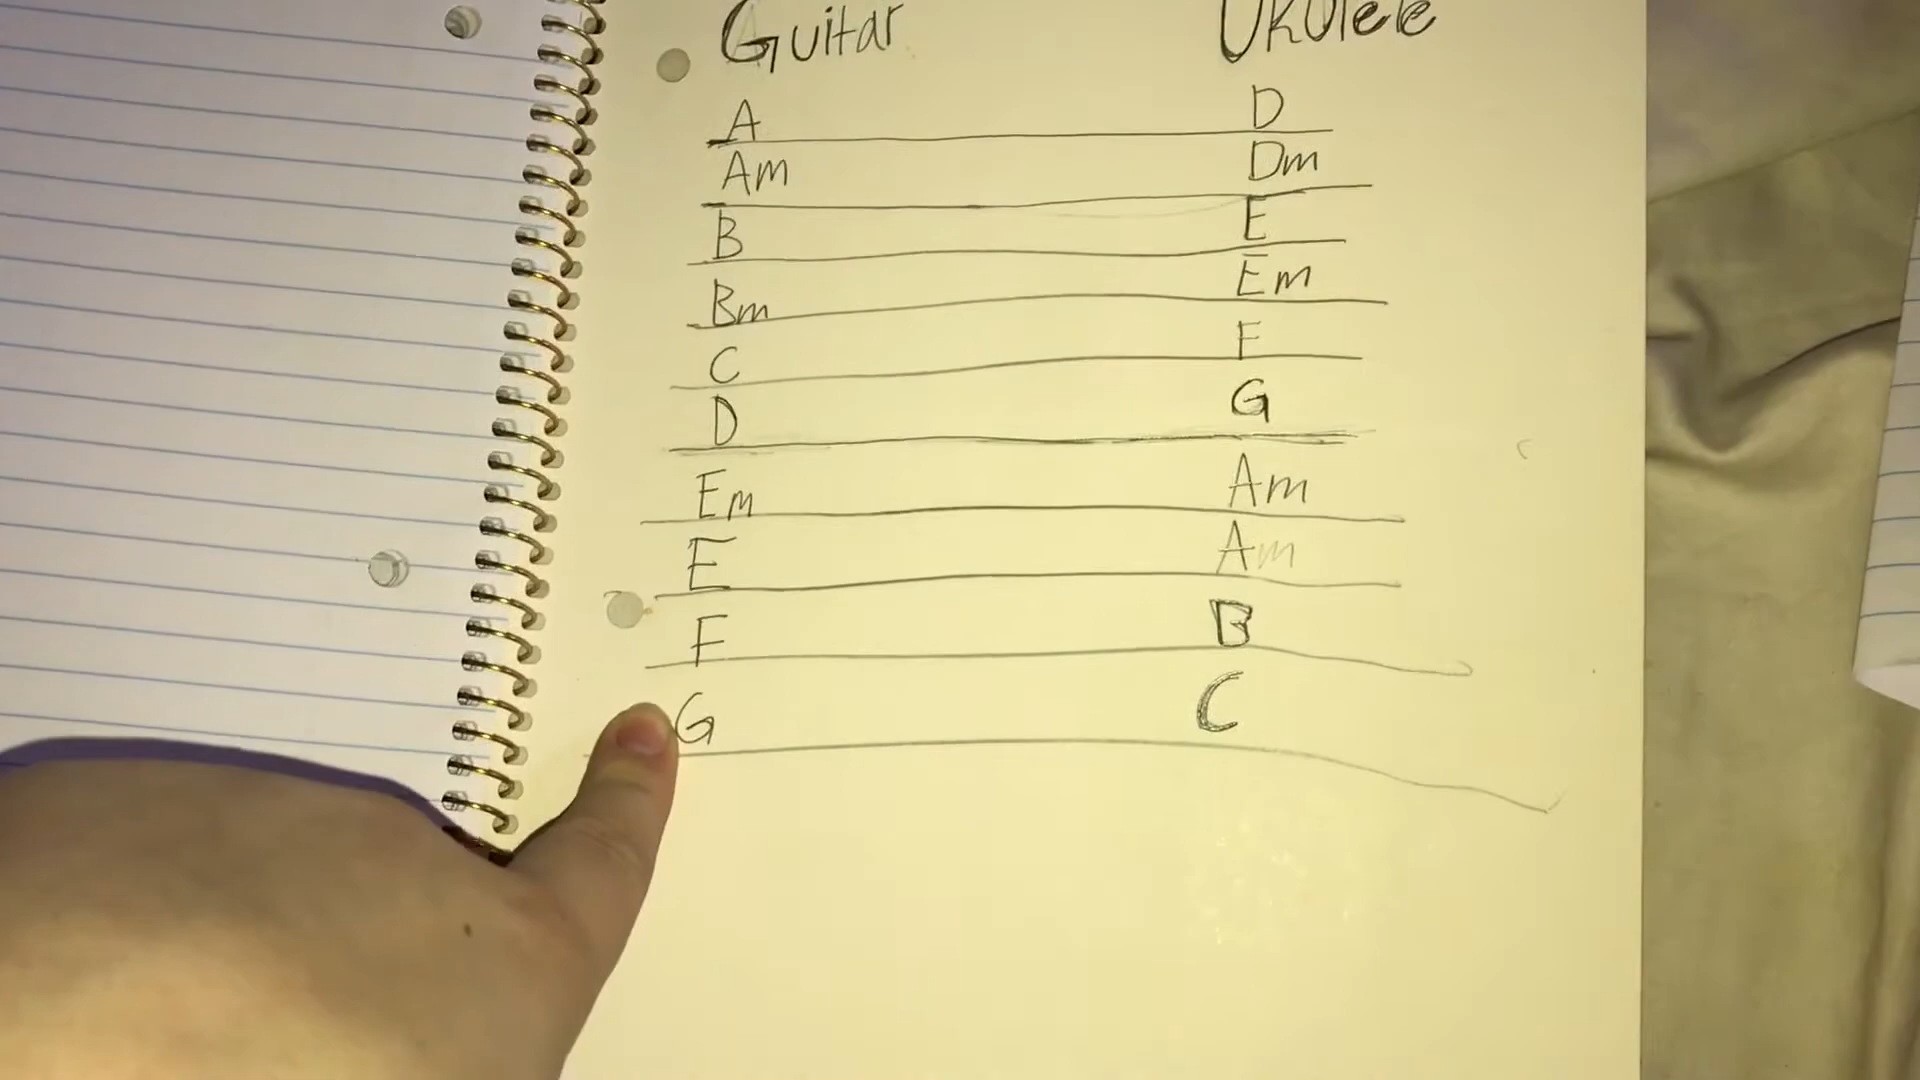 Guitar Ukulele
A D
Am Dm
B E
Bm Em
C F
D G
Em Am
E Am
F B
G C